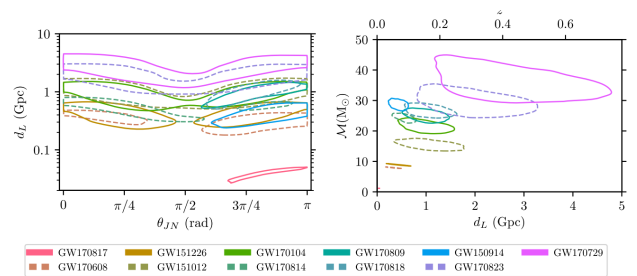 z
0.0 0.2 0.4 0.6
10
1
0.1
d_L (Gpc)
0 π/4 π/2 3π/4 π
θ_JN (rad)
50
40
30
20
10
0
ℳ(M☉)
0 1 2 3 4 5
d_L (Gpc)
GW170817 GW151226 GW170104 GW170809 GW150914 GW170729
GW170608 GW151012 GW170814 GW170818 GW170823